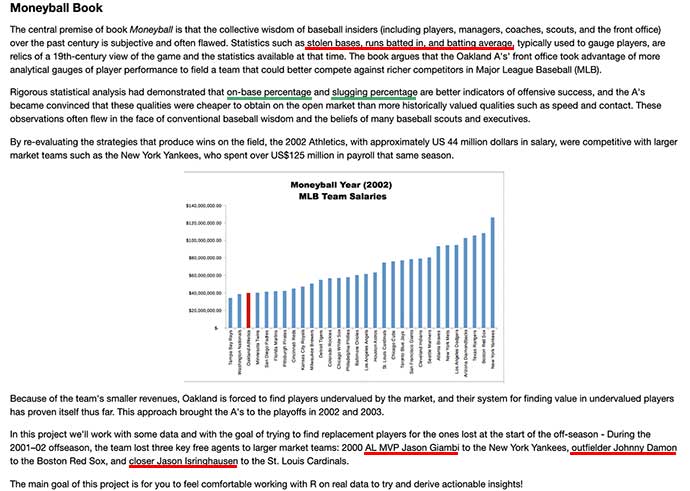 Moneyball Book
The central premise of book Moneyball is that the collective wisdom of baseball insiders (including players, managers, coaches, scouts, and the front office)
over the past century is subjective and often flawed. Statistics such as stolen bases, runs batted in, and batting average, typically used to gauge players, are
relics of a 19th-century view of the game and the statistics available at that time. The book argues that the Oakland A's' front office took advantage of more
analytical gauges of player performance to field a team that could better compete against richer competitors in Major League Baseball (MLB).
Rigorous statistical analysis had demonstrated that on-base percentage and slugging percentage are better indicators of offensive success, and the A's
became convinced that these qualities were cheaper to obtain on the open market than more historically valued qualities such as speed and contact. These
observations often flew in the face of conventional baseball wisdom and the beliefs of many baseball scouts and executives.
By re-evaluating the strategies that produce wins on the field, the 2002 Athletics, with approximately US 44 million dollars in salary, were competitive with larger
market teams such as the New York Yankees, who spent over US$125 million in payroll that same season.
Moneyball Year (2002)
MLB Team Salaries
$140,000,000.00
$120,000,000.00
$100,000,000.00
$80,000,000.00
$60,000,000.00
$40,000,000.00
$20,000,000.00
$-
Tampa Bay Rays
Washington Nationals
Oakland Athletics
Minnesota Twins
San Diego Padres
Florida Marlins
Pittsburgh Pirates
Cincinnati Reds
Kansas City Royals
Milwaukee Brewers
Detroit Tigers
Colorado Rockies
Chicago White Sox
Philadelphia Phillies
Baltimore Orioles
Los Angeles Angels
Houston Astros
St. Louis Cardinals
Chicago Cubs
Toronto Blue Jays
San Francisco Giants
Cleveland Indians
Seattle Mariners
Atlanta Braves
New York Mets
Los Angeles Dodgers
Arizona Diamondbacks
Texas Rangers
Boston Red Sox
New York Yankees
Because of the team's smaller revenues, Oakland is forced to find players undervalued by the market, and their system for finding value in undervalued players
has proven itself thus far. This approach brought the A's to the playoffs in 2002 and 2003.
In this project we'll work with some data and with the goal of trying to find replacement players for the ones lost at the start of the off-season - During the
2001–02 offseason, the team lost three key free agents to larger market teams: 2000 AL MVP Jason Giambi to the New York Yankees, outfielder Johnny Damon
to the Boston Red Sox, and closer Jason Isringhausen to the St. Louis Cardinals.
The main goal of this project is for you to feel comfortable working with R on real data to try and derive actionable insights!